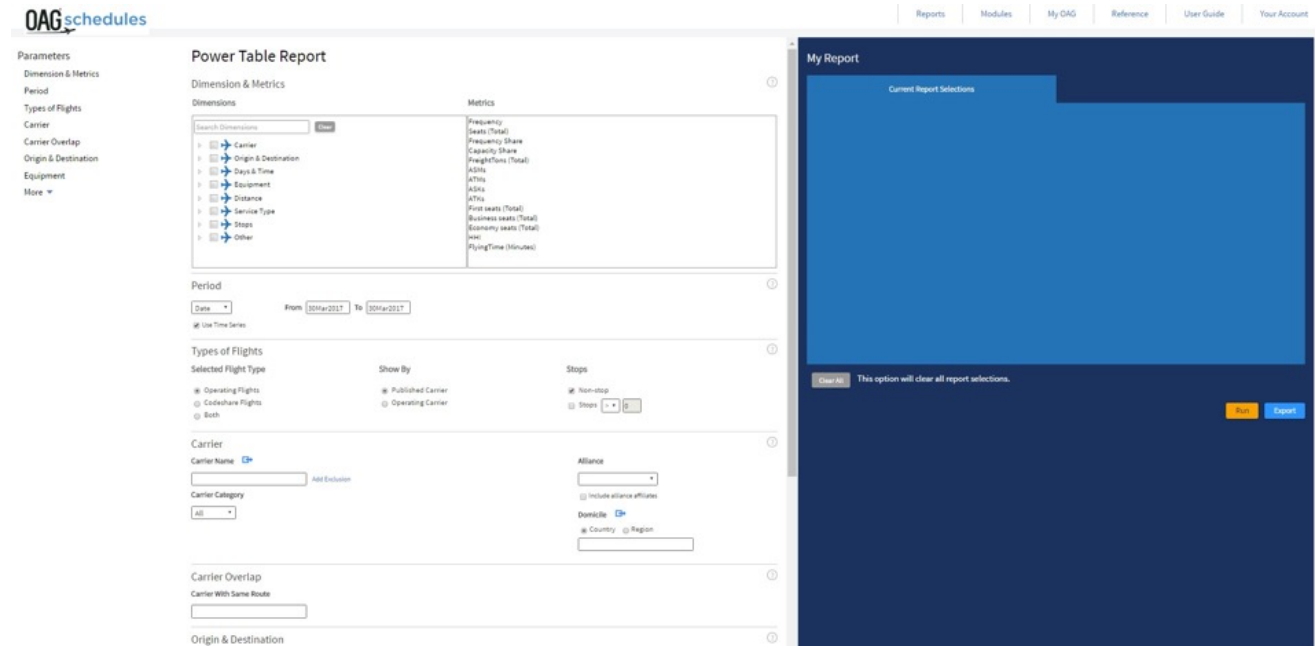 OAG schedules
Reports Modules My OAG Reference User Guide Your Account
Parameters
Dimension & Metrics
Period
Types of Flights
Carrier
Carrier Overlap
Origin & Destination
Equipment
More
Power Table Report
Dimension & Metrics
Dimensions
Search Dimensions Clear
Carrier
Origin & Destination
Days & Time
Equipment
Distance
Service Type
Stops
Other
Metrics
Frequency
Seats (Total)
Frequency Share
Capacity Share
FreightTons (Total)
ASMs
ATMs
ASKs
ATKs
First seats (Total)
Business seats (Total)
Economy seats (Total)
HHI
FlyingTime (Minutes)
Period
Date From 30Mar2017 To 30Mar2017
Use Time Series
Types of Flights
Selected Flight Type
Operating Flights
Codeshare Flights
Both
Show By
Published Carrier
Operating Carrier
Stops
Non-stop
Stops = 0
Carrier
Carrier Name
Add Exclusion
Carrier Category
All
Alliance
Include alliance affiliates
Domicile
Country Region
Carrier Overlap
Carrier With Same Route
Origin & Destination
My Report
Current Report Selections
Clear All This option will clear all report selections.
Run Export